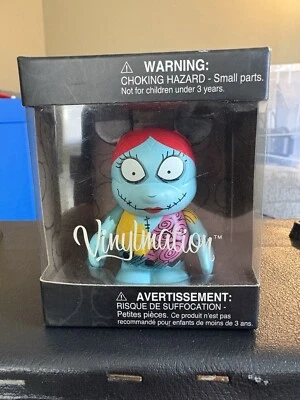 ⚠ WARNING:
CHOKING HAZARD - Small parts.
Not for children under 3 years.
Vinylmation™
⚠ AVERTISSEMENT:
RISQUE DE SUFFOCATION -
Petites pièces. Ce produit n'est pas
recommandé pour enfants de moins de 3 ans.